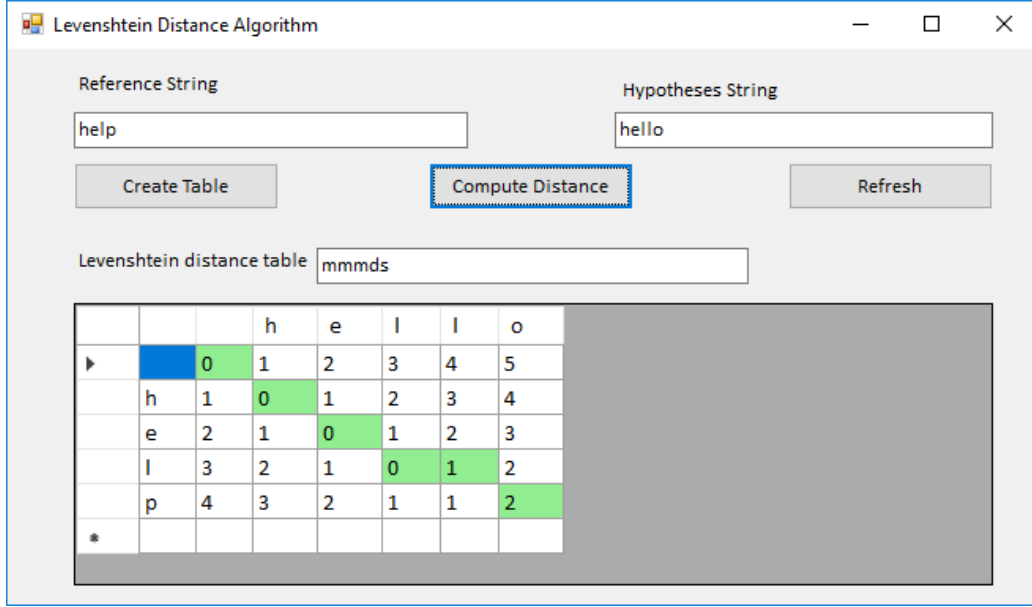 Levenshtein Distance Algorithm
Reference String
Hypotheses String
help
hello
Create Table
Compute Distance
Refresh
Levenshtein distance table
mmmds
h e l l o
0 1 2 3 4 5
h 1 0 1 2 3 4
e 2 1 0 1 2 3
l 3 2 1 0 1 2
p 4 3 2 1 1 2